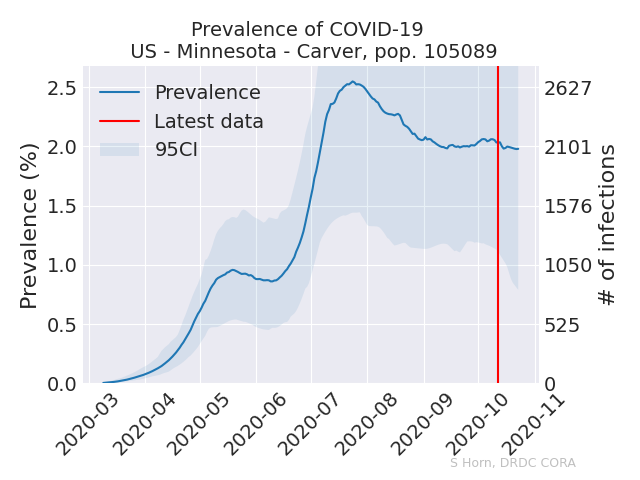 Prevalence of COVID-19
US - Minnesota - Carver, pop. 105089
Prevalence
Latest data
95CI
Prevalence (%)
2.5
2.0
1.5
1.0
0.5
0.0
2627
2101
1576
1050
525
0
# of infections
2020-03
2020-04
2020-05
2020-06
2020-07
2020-08
2020-09
2020-10
2020-11
S Horn, DRDC CORA